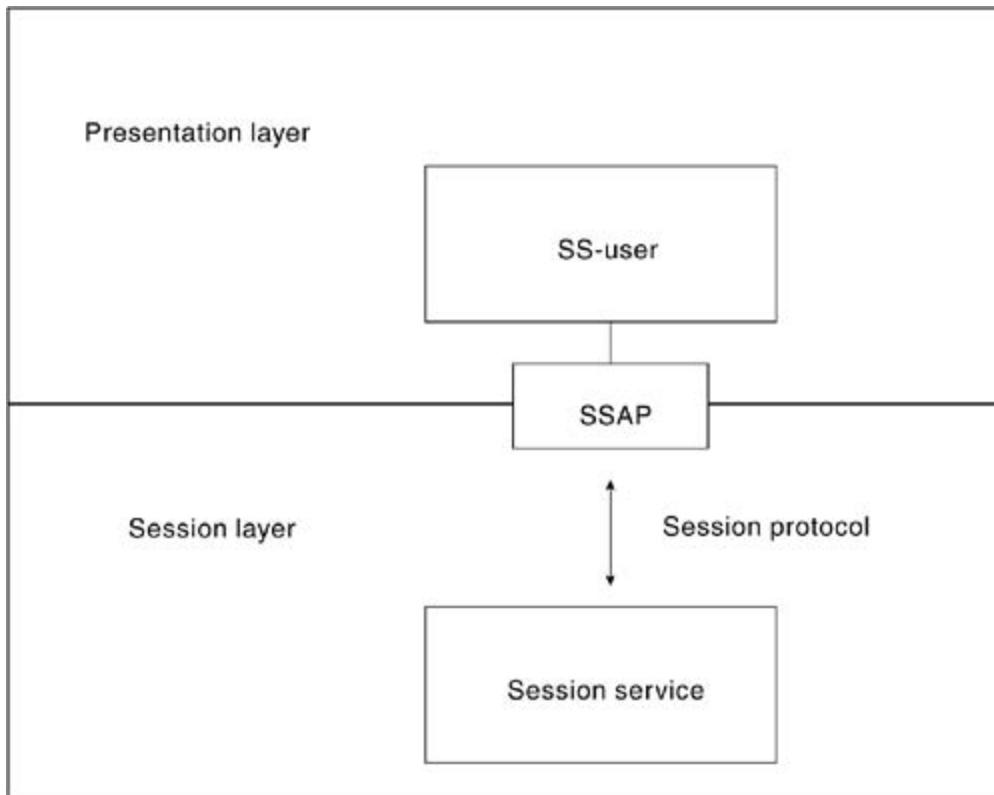 Presentation layer
SS-user
SSAP
Session layer
Session protocol
Session service